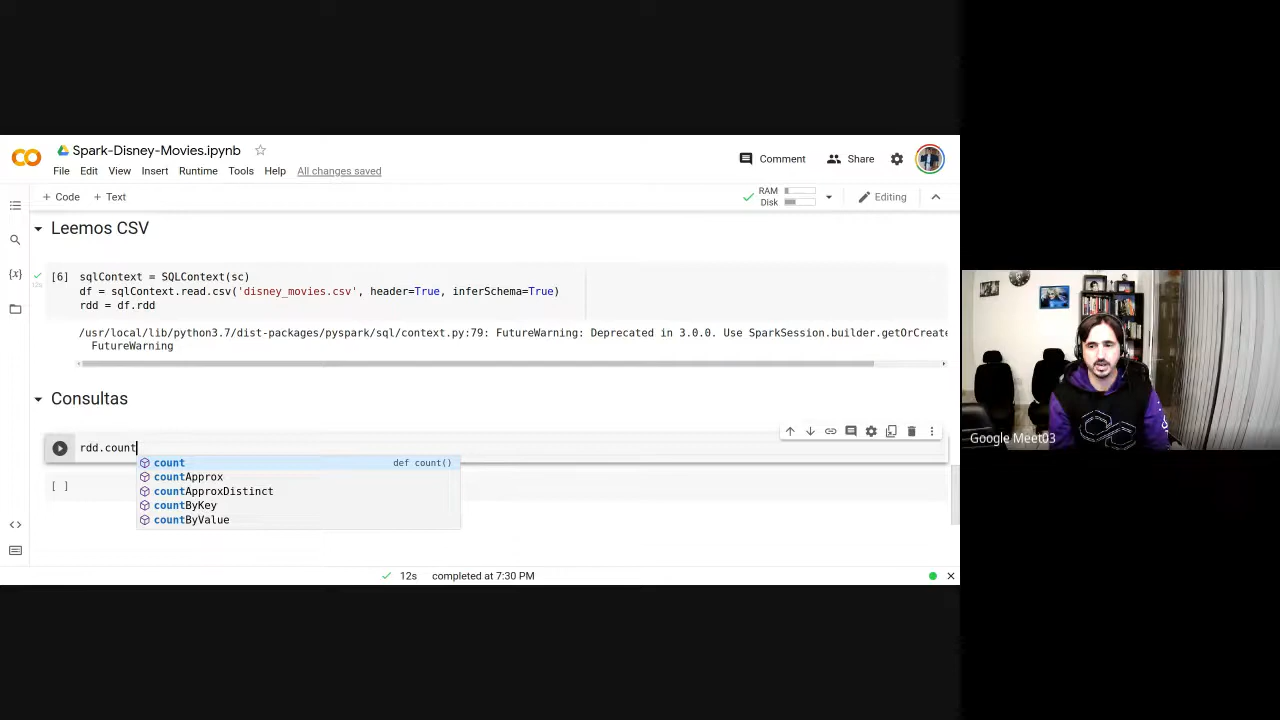 Spark-Disney-Movies.ipynb
File Edit View Insert Runtime Tools Help All changes saved
Comment Share
+ Code + Text
RAM
Disk
Editing
Leemos CSV
[6] sqlContext = SQLContext(sc)
df = sqlContext.read.csv('disney_movies.csv', header=True, inferSchema=True)
rdd = df.rdd
12s
/usr/local/lib/python3.7/dist-packages/pyspark/sql/context.py:79: FutureWarning: Deprecated in 3.0.0. Use SparkSession.builder.getOrCreate
FutureWarning
Consultas
rdd.count
count def count()
countApprox
countApproxDistinct
countByKey
countByValue
[ ]
12s completed at 7:30 PM
Google Meet03